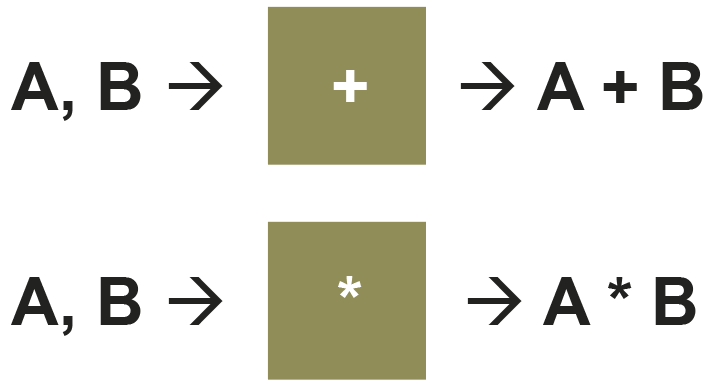 A, B → + → A + B
A, B → * → A * B